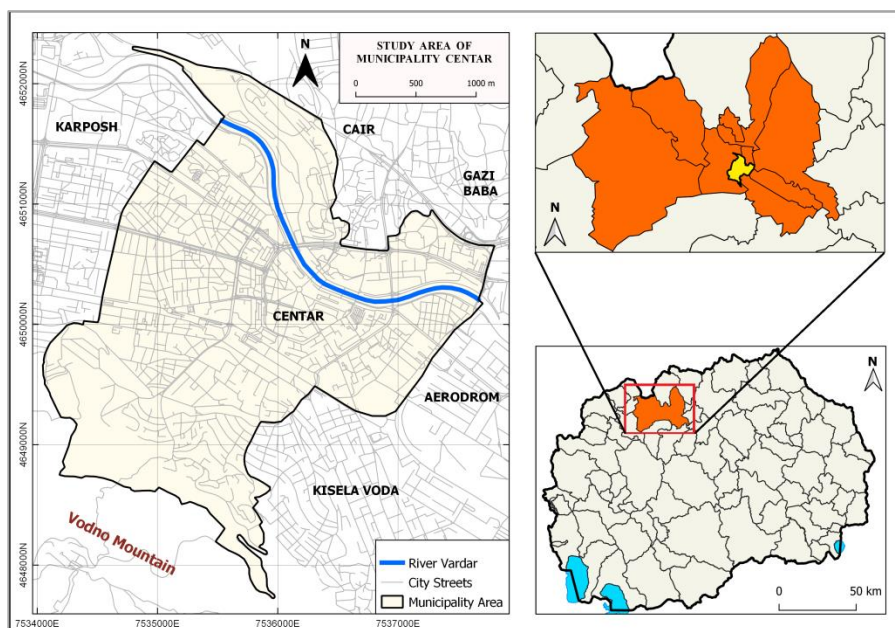 STUDY AREA OF
MUNICIPALITY CENTAR
0 500 1000 m
N
4652000N
4651000N
4650000N
4649000N
4648000N
KARPOSH
CAIR
GAZI
BABA
CENTAR
AERODROM
KISELA VODA
Vodno Mountain
River Vardar
City Streets
Municipality Area
7534000E 7535000E 7536000E 7537000E
N
N
0 50 km